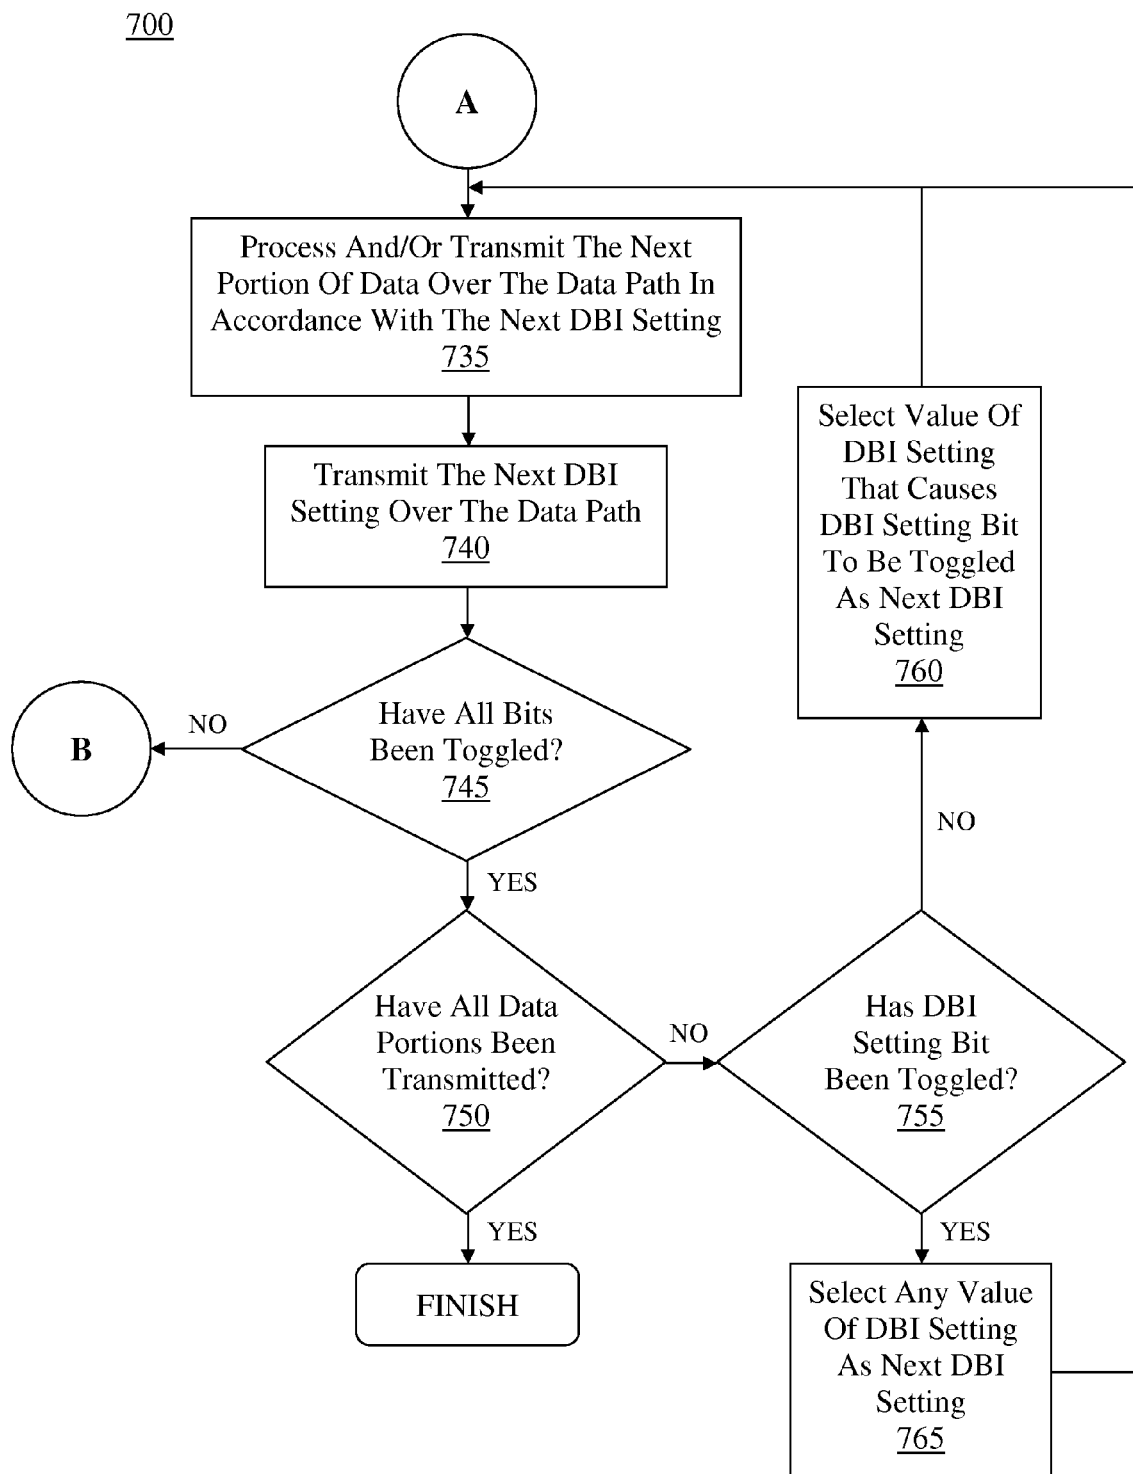 700
A
Process And/Or Transmit The Next
Portion Of Data Over The Data Path In
Accordance With The Next DBI Setting
735
Transmit The Next DBI
Setting Over The Data Path
740
Select Value Of
DBI Setting
That Causes
DBI Setting Bit
To Be Toggled
As Next DBI
Setting
760
B
NO
Have All Bits
Been Toggled?
745
YES
NO
Have All Data
Portions Been
Transmitted?
750
NO
Has DBI
Setting Bit
Been Toggled?
755
YES
YES
FINISH
Select Any Value
Of DBI Setting
As Next DBI
Setting
765